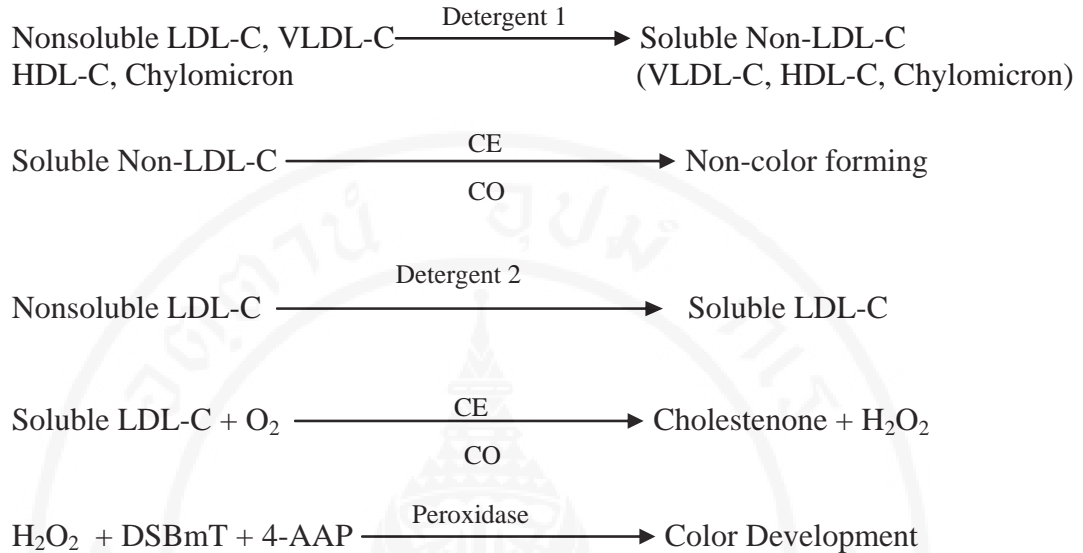 Nonsoluble LDL-C, VLDL-C Detergent 1 Soluble Non-LDL-C
HDL-C, Chylomicron (VLDL-C, HDL-C, Chylomicron)
Soluble Non-LDL-C CE Non-color forming
CO
Nonsoluble LDL-C Detergent 2 Soluble LDL-C
Soluble LDL-C + O₂ CE Cholestenone + H₂O₂
CO
H₂O₂ + DSBmT + 4-AAP Peroxidase Color Development